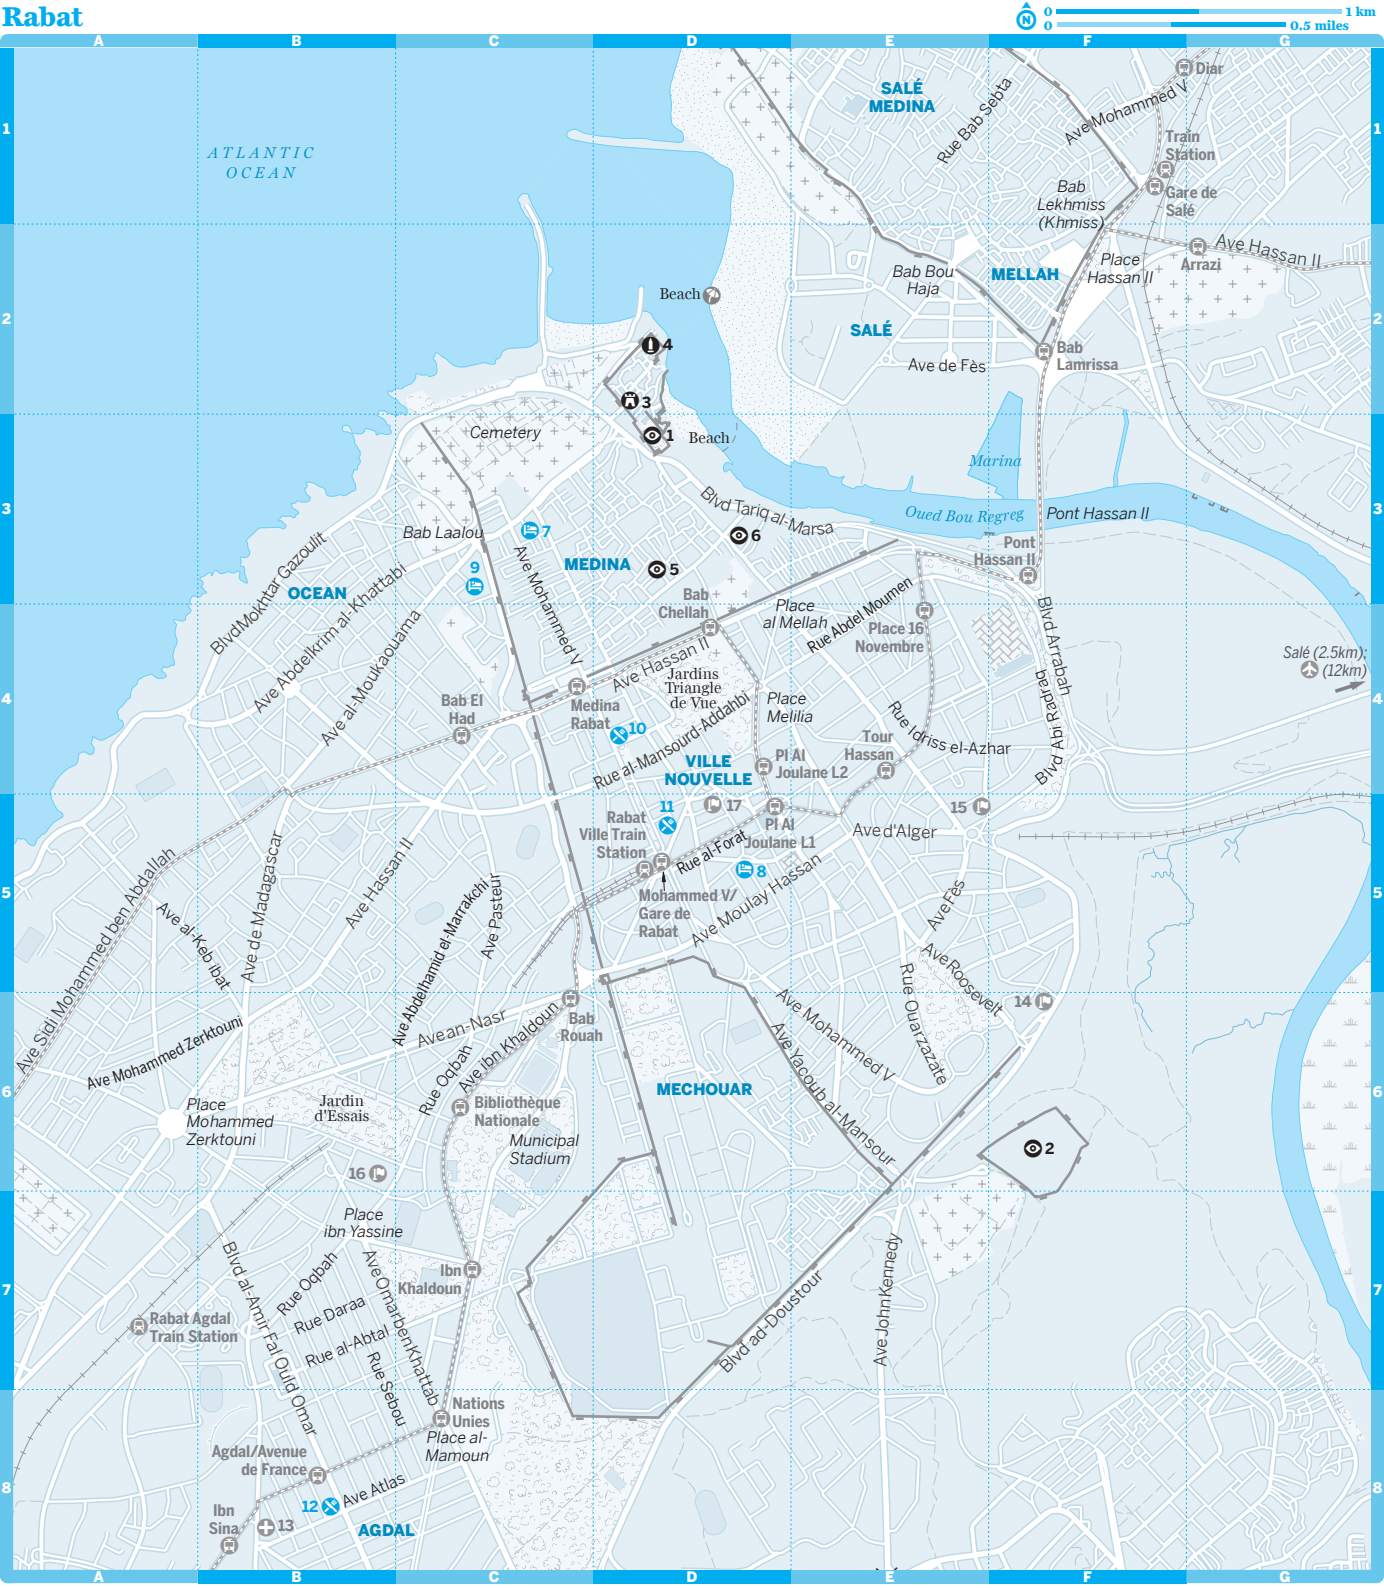 Rabat
N
0
1 km
0
0.5 miles
A
B
C
D
E
F
G
1
2
3
4
5
6
7
8
1
2
3
4
5
6
7
8
A
B
C
D
E
F
G
ATLANTIC
OCEAN
SALÉ
MEDINA
Rue Bab Sebta
Ave Mohammed V
Diar
Train
Station
Gare de
Salé
Bab
Lekhmiss
(Khmiss)
Ave Hassan II
Arrazi
Place
Hassan II
MELLAH
Bab Bou
Haja
Beach
SALÉ
Bab
Lamrissa
Ave de Fès
4
3
1
Beach
Cemetery
Marina
Blvd Tariq al-Marsa
Oued Bou Regreg
Pont Hassan II
Bab Laalou
7
6
Pont
Hassan II
MEDINA
5
9
OCEAN
Blvd Mokhtar Gazoulit
Ave Abdelkrim al-Khattabi
Ave al-Moukaouama
Ave Mohammed V
Bab
Chellah
Place
al Mellah
Rue Abdel Moumen
Place 16
Novembre
Blvd Arrabah
Blvd Abi Radraq
Salé (2.5km);
(12km)
Ave Hassan II
Jardins
Triangle
de Vue
Place
Melilia
Bab El
Had
Medina
Rabat
10
Rue al-Mansourd-Addahbi
Rue Idriss el-Azhar
Tour
Hassan
VILLE
NOUVELLE
Pl Al
Joulane L2
11
17
15
Rabat
Ville Train
Station
Pl Al
Joulane L1
Ave d'Alger
Rue al-Forat
8
Mohammed V/
Gare de
Rabat
Ave Moulay Hassan
Ave Sidi Mohammed ben Abdallah
Ave al-Keb ibat
Ave de Madagascar
Ave Hassan II
Ave Abdelhamid el-Marrakchi
Ave Pasteur
Ave Fès
Ave Roosevelt
Rue Ouarzazate
14
Ave Mohammed V
Ave Yacoub al-Mansour
Bab
Rouah
Ave an-Nasr
Ave Ibn Khaldoun
Rue Oqbah
Ave Mohammed Zerktouni
Place
Mohammed
Zerktouni
Jardin
d'Essais
Bibliothèque
Nationale
Municipal
Stadium
MECHOUAR
2
16
Place
ibn Yassine
Ibn
Khaldoun
Blvd al-Amir Fal Ould Omar
Rue Oqbah
Ave Omar ben Khattab
Rue Daraa
Rue al-Abtal
Rue Sebou
Rabat Agdal
Train Station
Blvd ad-Doustour
Ave John Kennedy
Nations
Unies
Place al-
Mamoun
Agdal/Avenue
de France
12
Ave Atlas
Ibn
Sina
13
AGDAL